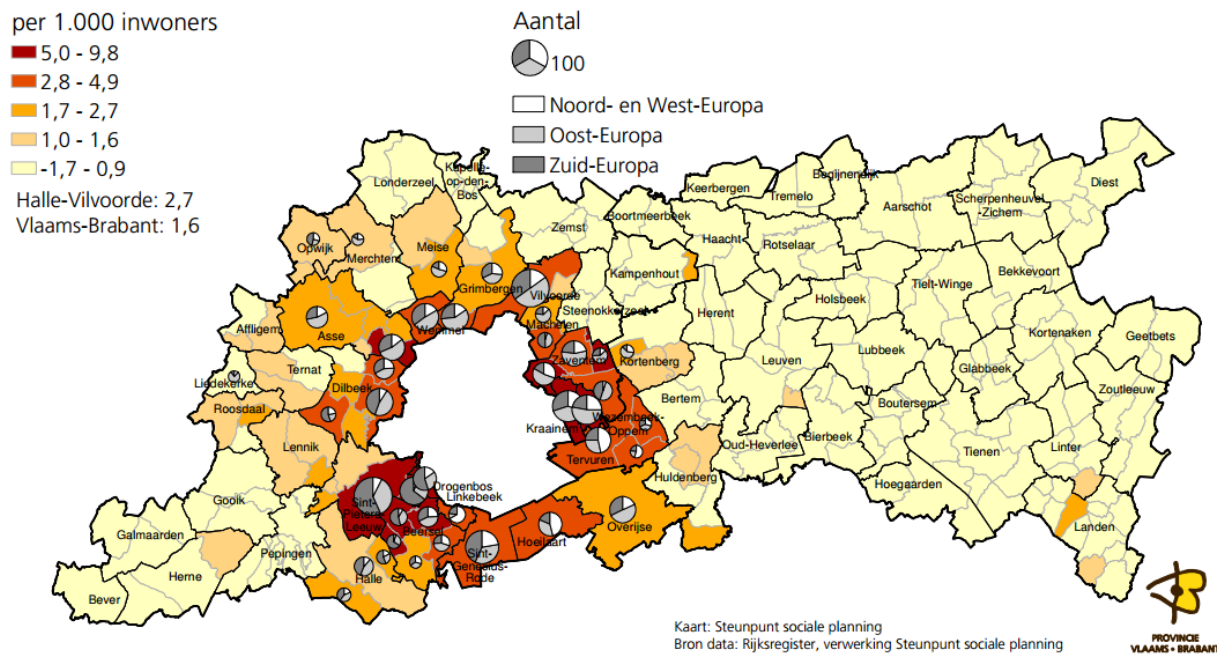 per 1.000 inwoners
5,0 - 9,8
2,8 - 4,9
1,7 - 2,7
1,0 - 1,6
-1,7 - 0,9
Halle-Vilvoorde: 2,7
Vlaams-Brabant: 1,6
Aantal
100
Noord- en West-Europa
Oost-Europa
Zuid-Europa
Londerzeel
Kapelle-
op-den-
Bos
Keerbergen
Tremelo
Begijnendijk
Aarschot
Scherpenheuvel
-Zichem
Diest
Opwijk
Merchtem
Meise
Zemst
Boortmeerbeek
Haacht
Rotselaar
Grimbergen
Vilvoorde
Kampenhout
Bekkevoort
Tielt-Winge
Affligem
Asse
Wemmel
Machelen
Steenokkerzeel
Herent
Holsbeek
Kortenaken
Geetbets
Liedekerke
Ternat
Dilbeek
Zaventem
Kortenberg
Leuven
Lubbeek
Glabbeek
Zoutleeuw
Roosdaal
Kraainem
Wezembeek-
Oppem
Bertem
Boutersem
Lennik
Tervuren
Oud-Heverlee
Bierbeek
Linter
Tienen
Gooik
Sint-
Pieters-
Leeuw
Drogenbos
Linkebeek
Huldenberg
Hoegaarden
Galmaarden
Beersel
Hoeilaart
Overijse
Landen
Pepingen
Herne
Halle
Sint-
Genesius-
Rode
Bever
Kaart: Steunpunt sociale planning
Bron data: Rijksregister, verwerking Steunpunt sociale planning
PROVINCIE
VLAAMS • BRABANT